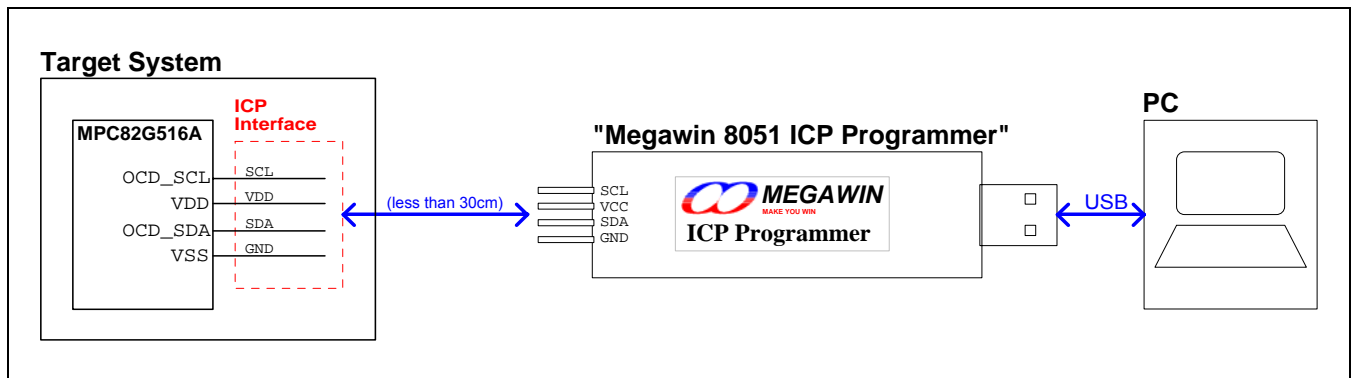 Target System
ICP
Interface
MPC82G516A
OCD_SCL
SCL
VDD
VDD
OCD_SDA
SDA
VSS
GND
(less than 30cm)
"Megawin 8051 ICP Programmer"
SCL
VCC
SDA
GND
MEGAWIN
MAKE YOU WIN
ICP Programmer
USB
PC